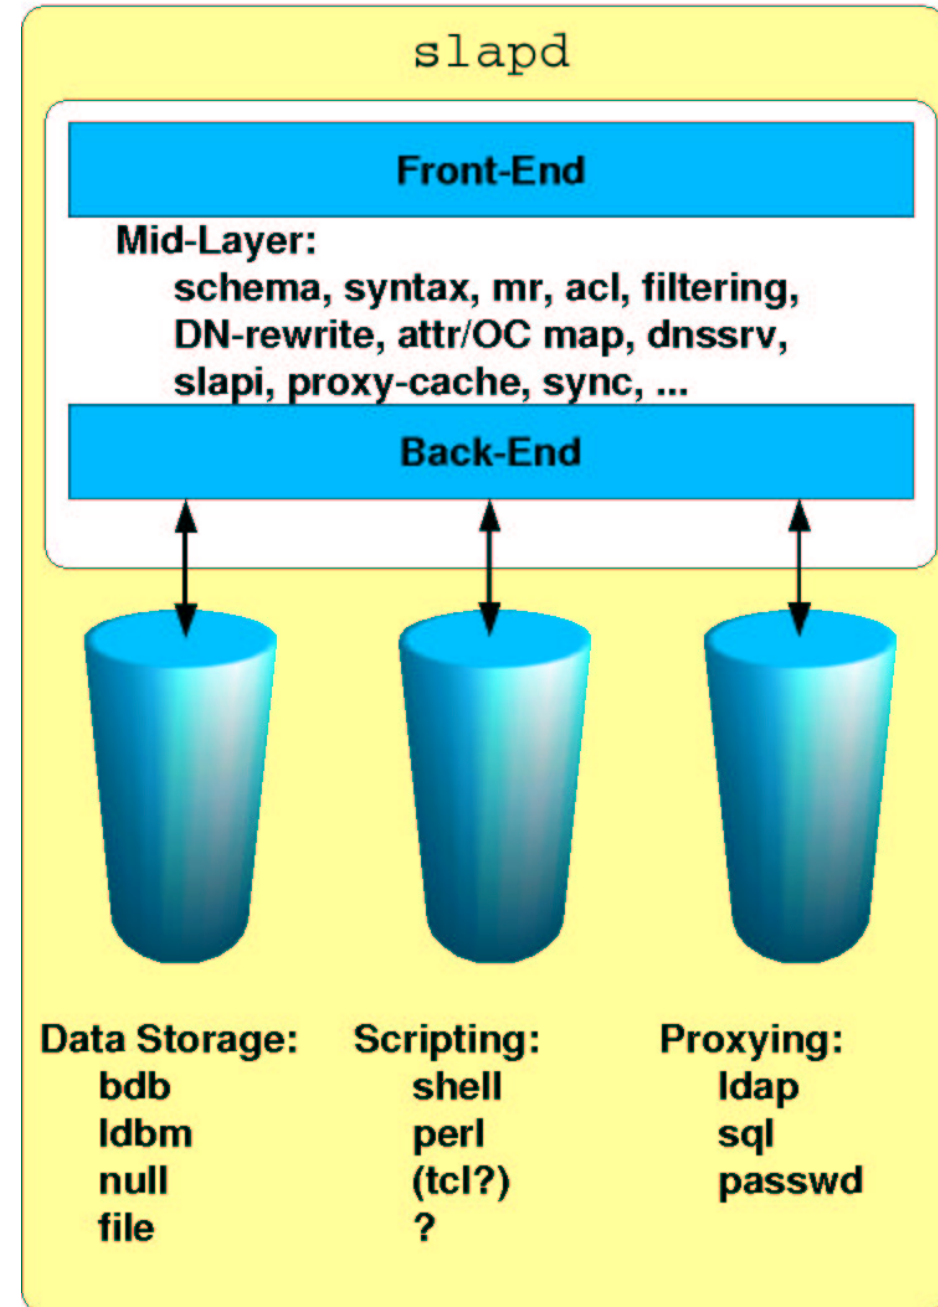 slapd
Front-End
Mid-Layer:
schema, syntax, mr, acl, filtering,
DN-rewrite, attr/OC map, dnssrv,
slapi, proxy-cache, sync, ...
Back-End
Data Storage:
bdb
ldbm
null
file
Scripting:
shell
perl
(tcl?)
?
Proxying:
ldap
sql
passwd